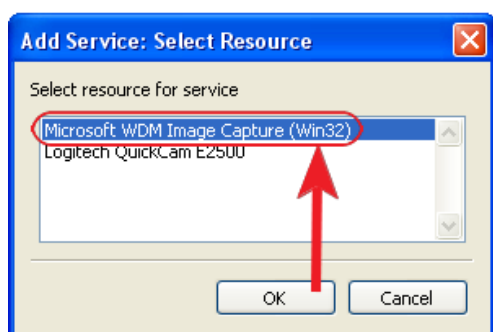 Add Service: Select Resource
Select resource for service
Microsoft WDM Image Capture (Win32)
Logitech QuickCam E2500
OK Cancel